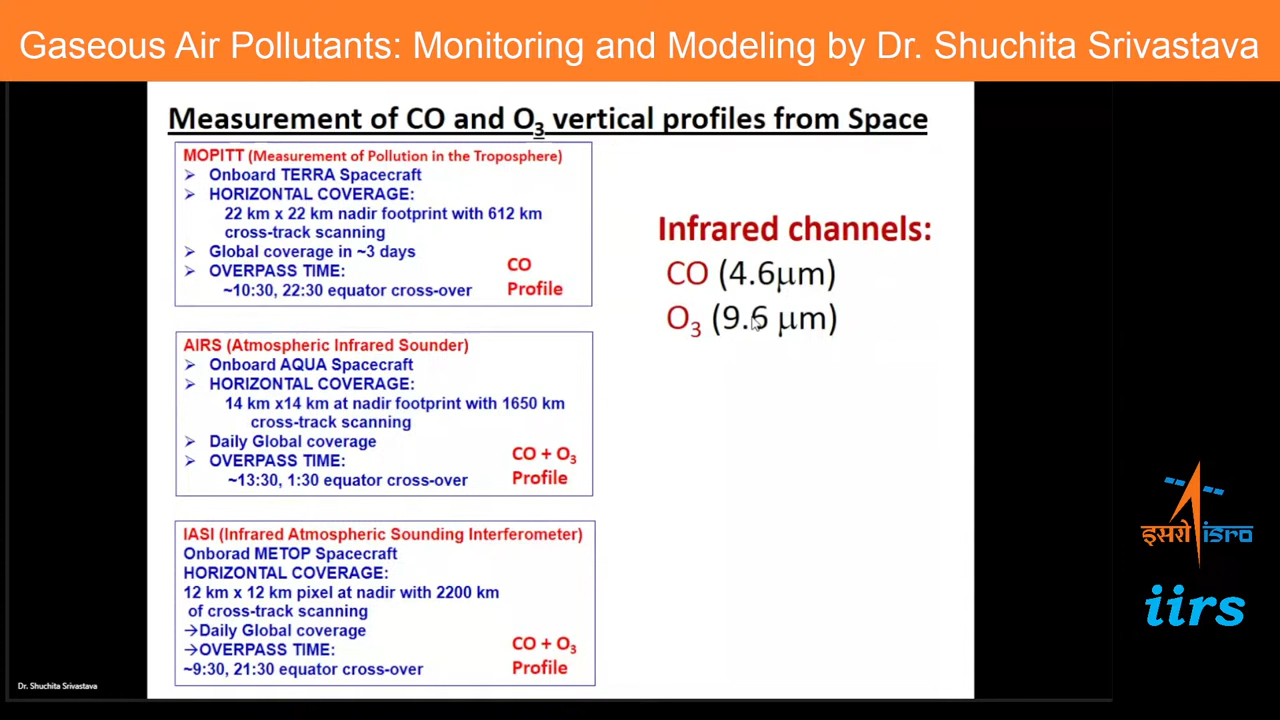 Gaseous Air Pollutants: Monitoring and Modeling by Dr. Shuchita Srivastava
Measurement of CO and O3 vertical profiles from Space
MOPITT (Measurement of Pollution in the Troposphere)
➢ Onboard TERRA Spacecraft
➢ HORIZONTAL COVERAGE:
22 km x 22 km nadir footprint with 612 km
cross-track scanning
➢ Global coverage in ~3 days
➢ OVERPASS TIME:
~10:30, 22:30 equator cross-over
CO
Profile
AIRS (Atmospheric Infrared Sounder)
➢ Onboard AQUA Spacecraft
➢ HORIZONTAL COVERAGE:
14 km x14 km at nadir footprint with 1650 km
cross-track scanning
➢ Daily Global coverage
➢ OVERPASS TIME:
~13:30, 1:30 equator cross-over
CO + O3
Profile
IASI (Infrared Atmospheric Sounding Interferometer)
Onborad METOP Spacecraft
HORIZONTAL COVERAGE:
12 km x 12 km pixel at nadir with 2200 km
of cross-track scanning
→Daily Global coverage
→OVERPASS TIME:
~9:30, 21:30 equator cross-over
CO + O3
Profile
Infrared channels:
CO (4.6μm)
O3 (9.6 μm)
इसरो isro
iirs
Dr. Shuchita Srivastava